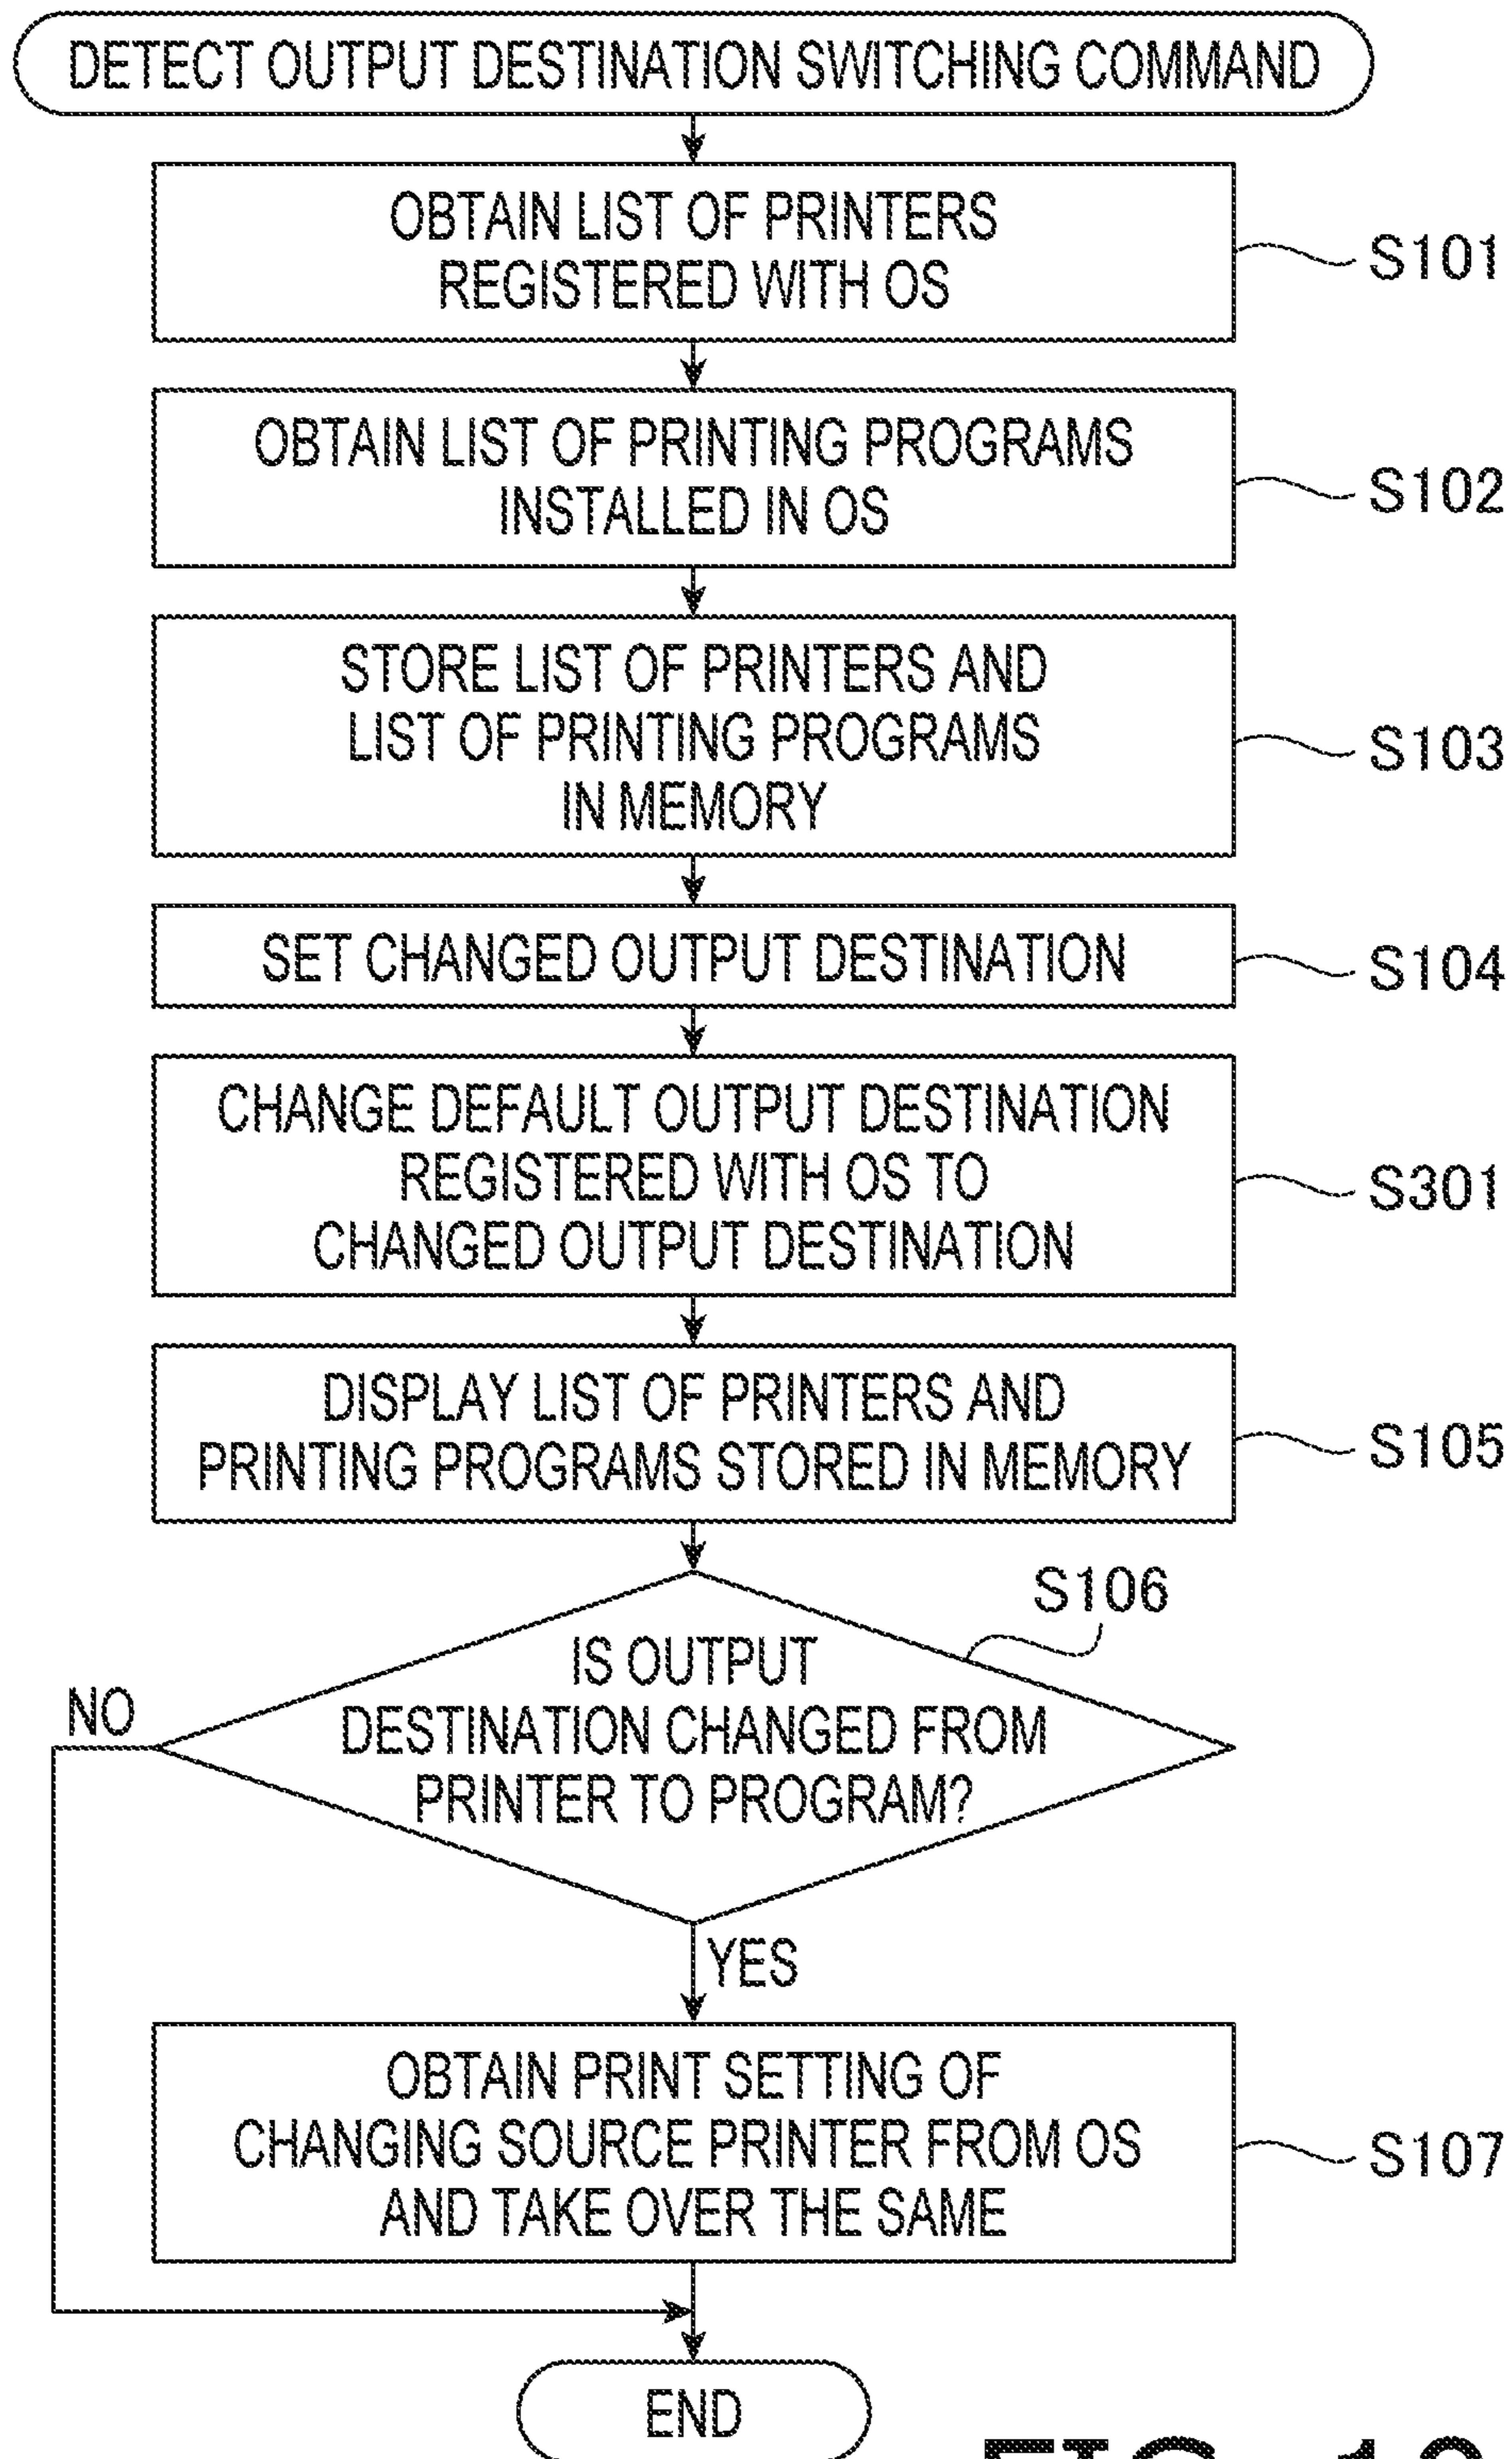 DETECT OUTPUT DESTINATION SWITCHING COMMAND
OBTAIN LIST OF PRINTERS
REGISTERED WITH OS
S101
OBTAIN LIST OF PRINTING PROGRAMS
INSTALLED IN OS
S102
STORE LIST OF PRINTERS AND
LIST OF PRINTING PROGRAMS
IN MEMORY
S103
SET CHANGED OUTPUT DESTINATION
S104
CHANGE DEFAULT OUTPUT DESTINATION
REGISTERED WITH OS TO
CHANGED OUTPUT DESTINATION
S301
DISPLAY LIST OF PRINTERS AND
PRINTING PROGRAMS STORED IN MEMORY
S105
S106
IS OUTPUT
DESTINATION CHANGED FROM
PRINTER TO PROGRAM?
NO
YES
OBTAIN PRINT SETTING OF
CHANGING SOURCE PRINTER FROM OS
AND TAKE OVER THE SAME
S107
END